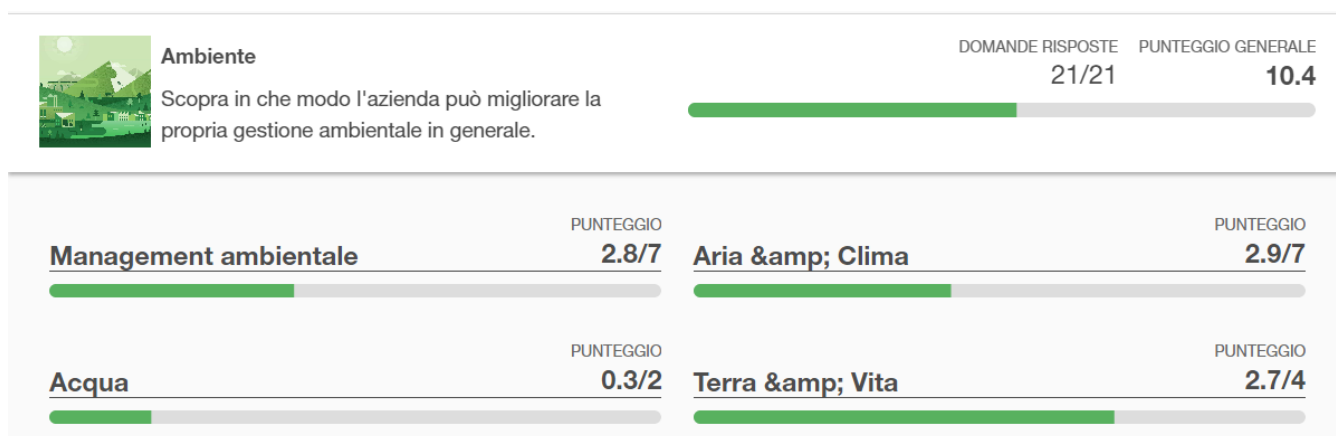 Ambiente
Scopra in che modo l'azienda può migliorare la
propria gestione ambientale in generale.
DOMANDE RISPOSTE PUNTEGGIO GENERALE
21/21 10.4
PUNTEGGIO
Management ambientale 2.8/7
PUNTEGGIO
Aria &amp; Clima 2.9/7
PUNTEGGIO
Acqua 0.3/2
PUNTEGGIO
Terra &amp; Vita 2.7/4